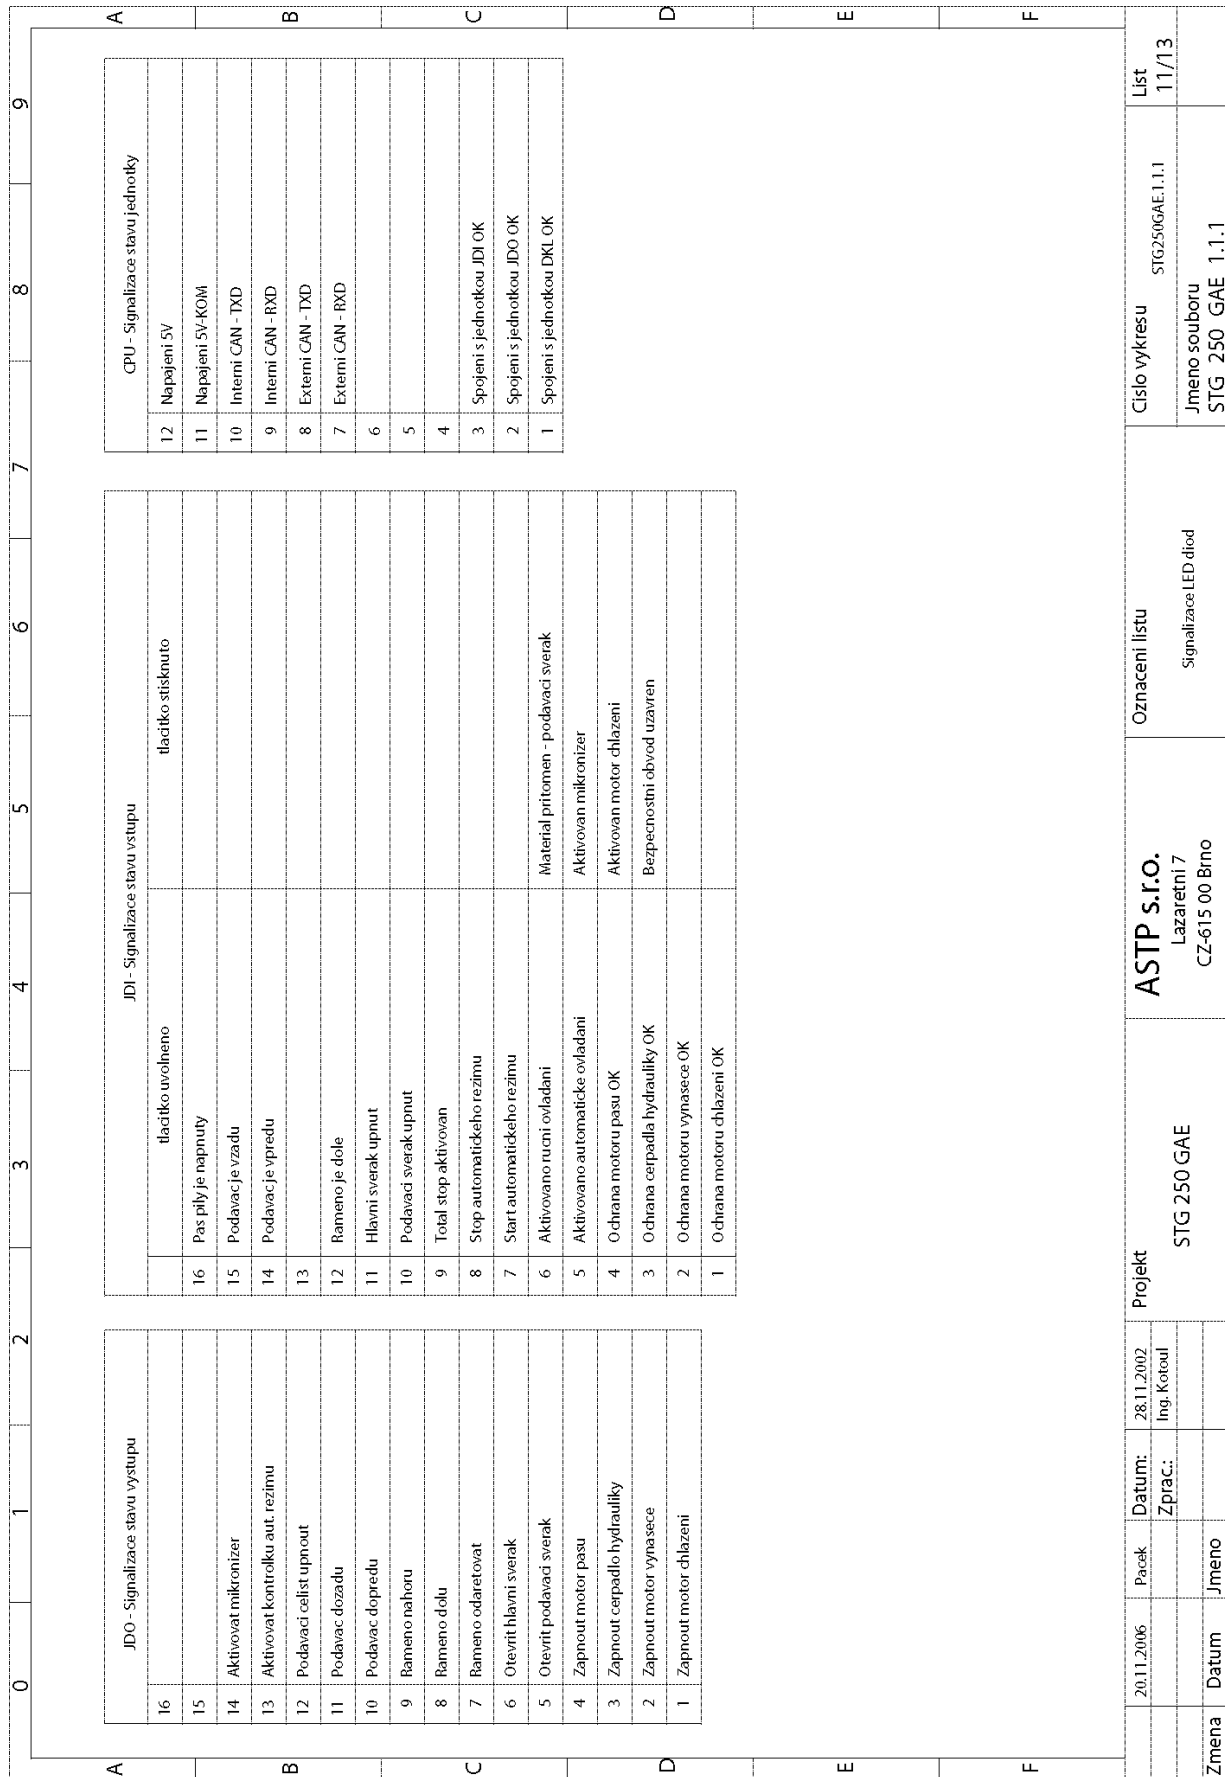 0 1 2 3 4 5 6 7 8 9
A A
B B
C C
D D
E E
F F
JDO - Signalizace stavu vystupu
16
15
14 Aktivovat mikronizer
13 Aktivovat kontrolku aut. rezimu
12 Podavaci celist upnout
11 Podavac dozadu
10 Podavac dopredu
9 Rameno nahoru
8 Rameno dolu
7 Rameno odaretovat
6 Otevrit hlavni sverak
5 Otevrit podavaci sverak
4 Zapnout motor pasu
3 Zapnout cerpadlo hydrauliky
2 Zapnout motor vynasece
1 Zapnout motor chlazeni
JDI - Signalizace stavu vstupu
tlacitko uvolneno tlacitko stisknuto
16 Pas pily je napnuty
15 Podavac je vzadu
14 Podavac je vpredu
13
12 Rameno je dole
11 Hlavni sverak upnut
10 Podavaci sverak upnut
9 Total stop aktivovan
8 Stop automatickeho rezimu
7 Start automatickeho rezimu
6 Aktivovano rucni ovladani Material pritomen - podavaci sverak
5 Aktivovano automaticke ovladani Aktivovan mikronizer
4 Ochrana motoru pasu OK Aktivovan motor chlazeni
3 Ochrana cerpadla hydrauliky OK Bezpecnostni obvod uzavren
2 Ochrana motoru vynasece OK
1 Ochrana motoru chlazeni OK
CPU - Signalizace stavu jednotky
12 Napajeni 5V
11 Napajeni 5V-KOM
10 Interni CAN - TXD
9 Interni CAN - RXD
8 Externi CAN - TXD
7 Externi CAN - RXD
6
5
4
3 Spojeni s jednotkou JDI OK
2 Spojeni s jednotkou JDO OK
1 Spojeni s jednotkou DKL OK
20.11.2006 Pacek
Zmena Datum Jmeno
Datum: 28.11.2002
Zprac.: Ing. Kotoul
Projekt
STG 250 GAE
ASTP s.r.o.
Lazaretni 7
CZ-615 00 Brno
Oznaceni listu
Signalizace LED diod
Cislo vykresu
STG250GAE.1.1.1
Jmeno souboru
STG 250 GAE 1.1.1
List
11/13